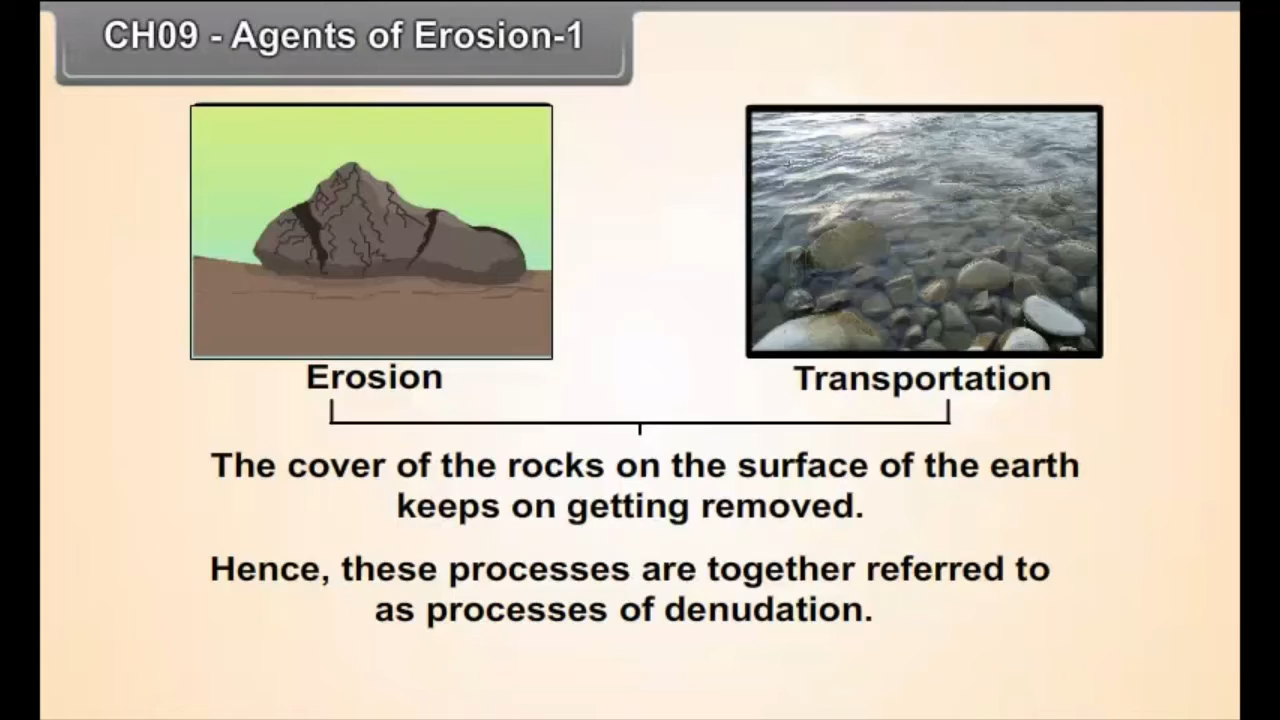 CH09 - Agents of Erosion-1
Erosion
Transportation
The cover of the rocks on the surface of the earth
keeps on getting removed.
Hence, these processes are together referred to
as processes of denudation.